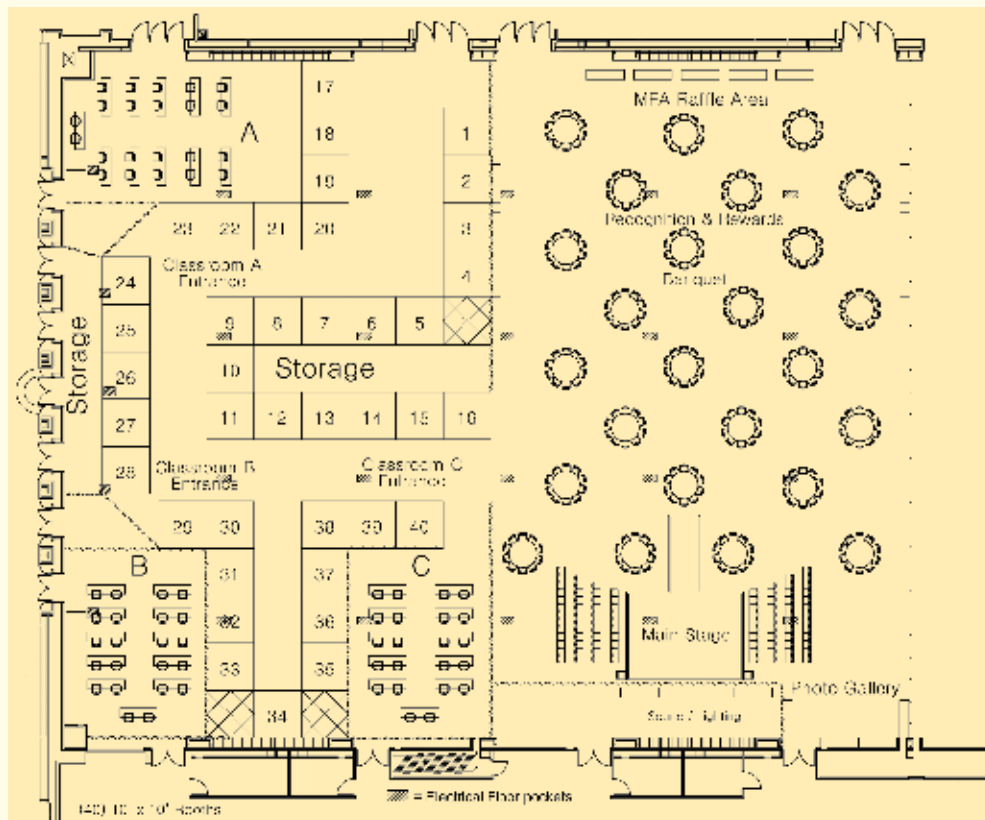 MFA Raffle Area
17
A
18
1
19
2
Recognition & Rewards
23
22
21
20
3
Banquet
Classroom A
Entrance
24
4
25
9
8
7
6
5
Storage
26
10
Storage
27
11
12
13
14
15
16
28
Classroom B
Entrance
Classroom C
Entrance
29
30
38
39
40
B
31
37
C
32
36
Main Stage
33
35
34
Photo Gallery
Sound / Lighting
= Electrical Floor pockets
(40) 10' x 10' Booths